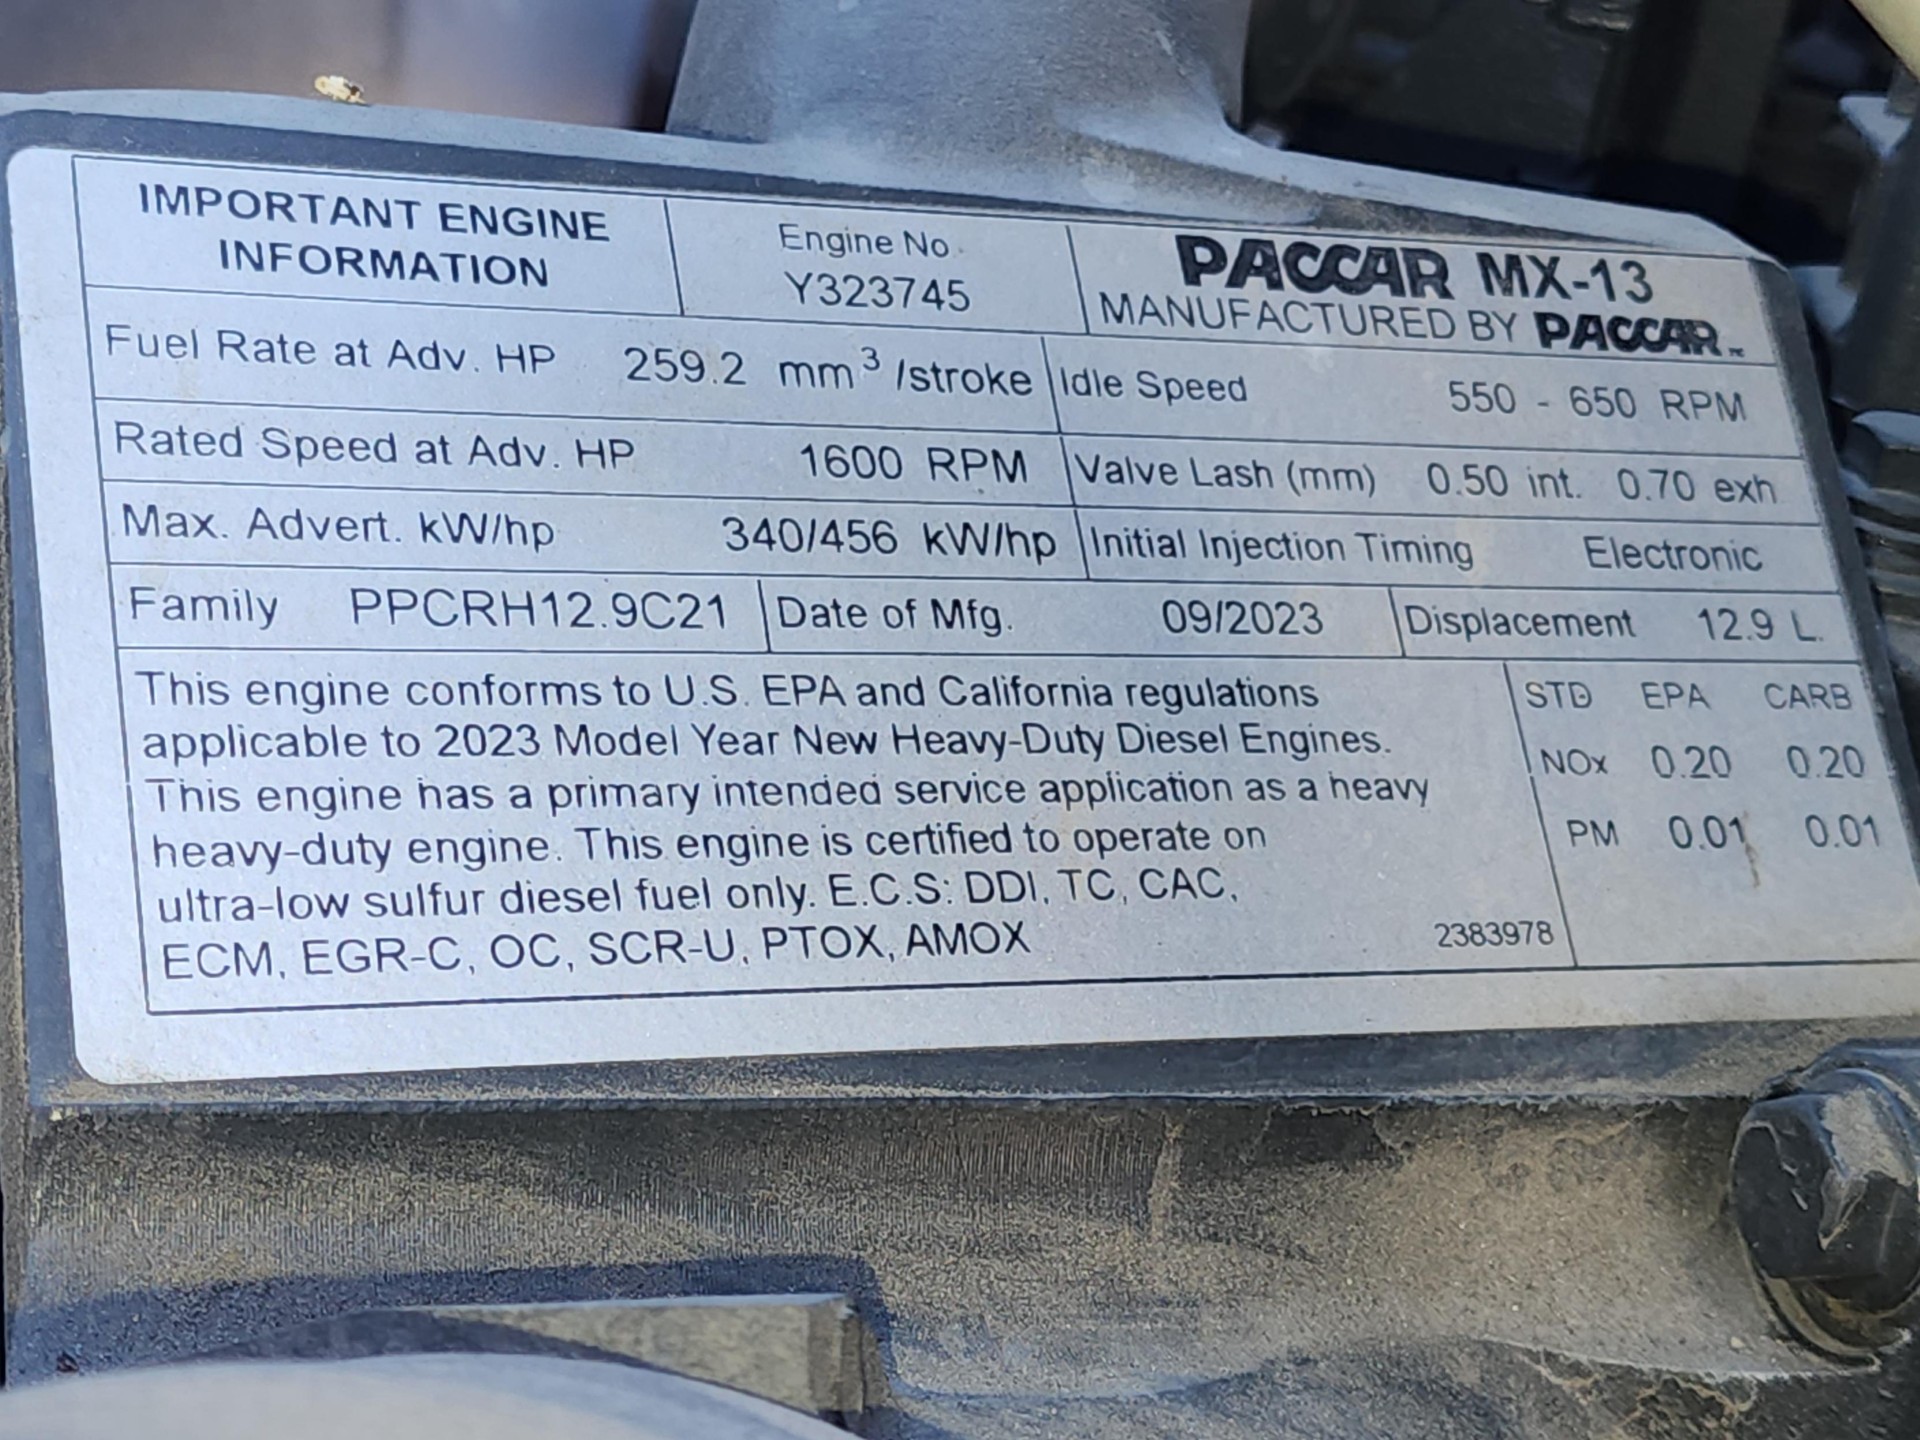 IMPORTANT ENGINE
INFORMATION
Engine No.
Y323745
PACCAR MX-13
MANUFACTURED BY PACCAR
Fuel Rate at Adv. HP 259.2 mm³ /stroke
Idle Speed 550 - 650 RPM
Rated Speed at Adv. HP 1600 RPM
Valve Lash (mm) 0.50 int. 0.70 exh
Max. Advert. kW/hp 340/456 kW/hp
Initial Injection Timing Electronic
Family PPCRH12.9C21
Date of Mfg. 09/2023
Displacement 12.9 L.
This engine conforms to U.S. EPA and California regulations
applicable to 2023 Model Year New Heavy-Duty Diesel Engines.
This engine has a primary intended service application as a heavy
heavy-duty engine. This engine is certified to operate on
ultra-low sulfur diesel fuel only. E.C.S: DDI, TC, CAC,
ECM, EGR-C, OC, SCR-U, PTOX, AMOX
2383978
STD EPA CARB
NOx 0.20 0.20
PM 0.01 0.01